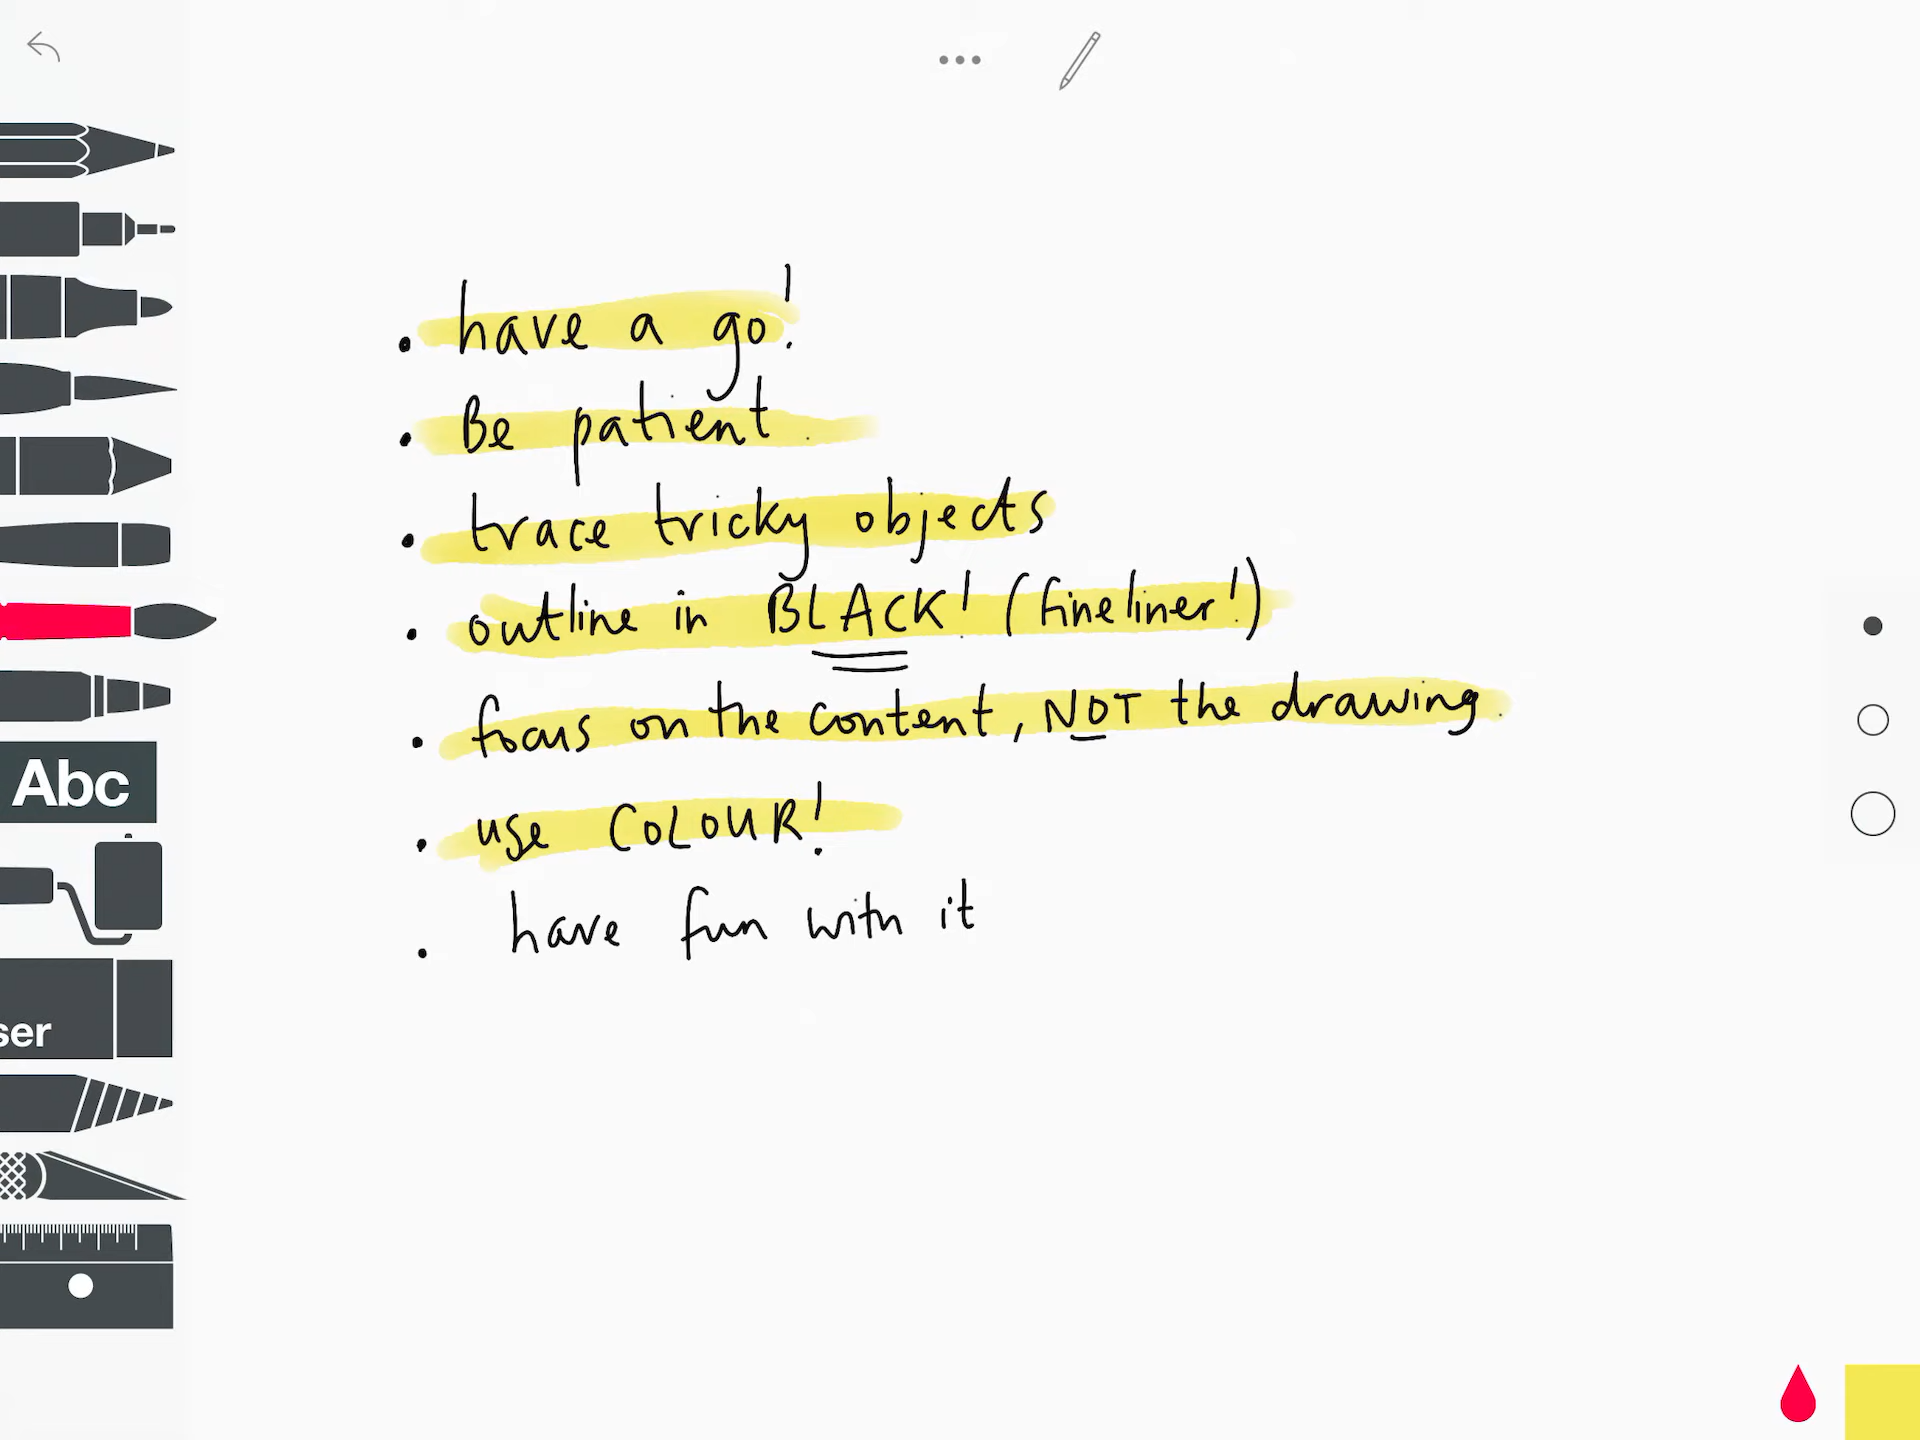 • have a go!
• Be patient.
• trace tricky objects
• outline in BLACK! (fineliner!)
• focus on the content, NOT the drawing.
• use COLOUR!
• have fun with it
Abc
ser